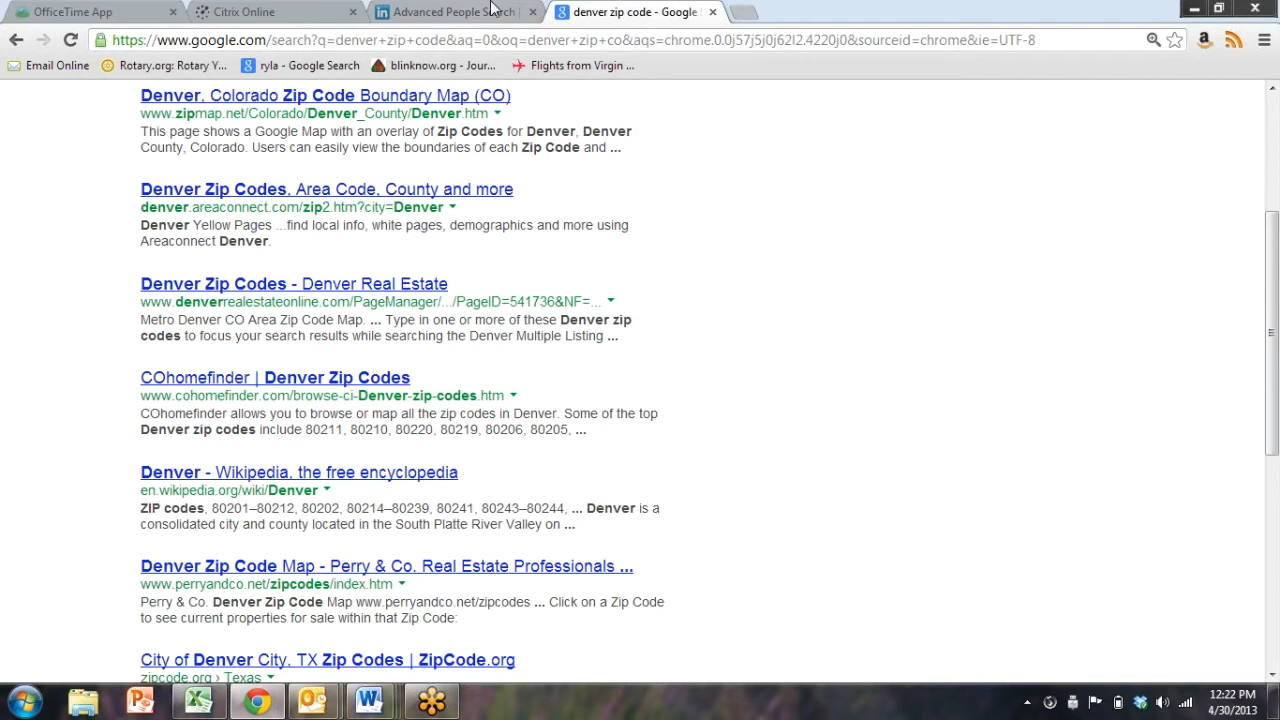 OfficeTime App
Citrix Online
Advanced People Search |
denver zip code - Google
https://www.google.com/search?q=denver+zip+code&aq=0&oq=denver+zip+co&aqs=chrome.0.0j57j5j0j62l2.4220j0&sourceid=chrome&ie=UTF-8
Email Online
Rotary.org: Rotary Y...
ryla - Google Search
blinknow.org - Jour...
Flights from Virgin ...
Denver, Colorado Zip Code Boundary Map (CO)
www.zipmap.net/Colorado/Denver_County/Denver.htm
This page shows a Google Map with an overlay of Zip Codes for Denver, Denver
County, Colorado. Users can easily view the boundaries of each Zip Code and ...
Denver Zip Codes, Area Code, County and more
denver.areaconnect.com/zip2.htm?city=Denver
Denver Yellow Pages ...find local info, white pages, demographics and more using
Areaconnect Denver.
Denver Zip Codes - Denver Real Estate
www.denverrealestateonline.com/PageManager/.../PageID=541736&NF=...
Metro Denver CO Area Zip Code Map. ... Type in one or more of these Denver zip
codes to focus your search results while searching the Denver Multiple Listing ...
COhomefinder | Denver Zip Codes
www.cohomefinder.com/browse-ci-Denver-zip-codes.htm
COhomefinder allows you to browse or map all the zip codes in Denver. Some of the top
Denver zip codes include 80211, 80210, 80220, 80219, 80206, 80205, ...
Denver - Wikipedia, the free encyclopedia
en.wikipedia.org/wiki/Denver
ZIP codes, 80201–80212, 80202, 80214–80239, 80241, 80243–80244, ... Denver is a
consolidated city and county located in the South Platte River Valley on ...
Denver Zip Code Map - Perry & Co. Real Estate Professionals ...
www.perryandco.net/zipcodes/index.htm
Perry & Co. Denver Zip Code Map www.perryandco.net/zipcodes ... Click on a Zip Code
to see current properties for sale within that Zip Code:
City of Denver City, TX Zip Codes | ZipCode.org
zipcode.org › Texas
12:22 PM
4/30/2013